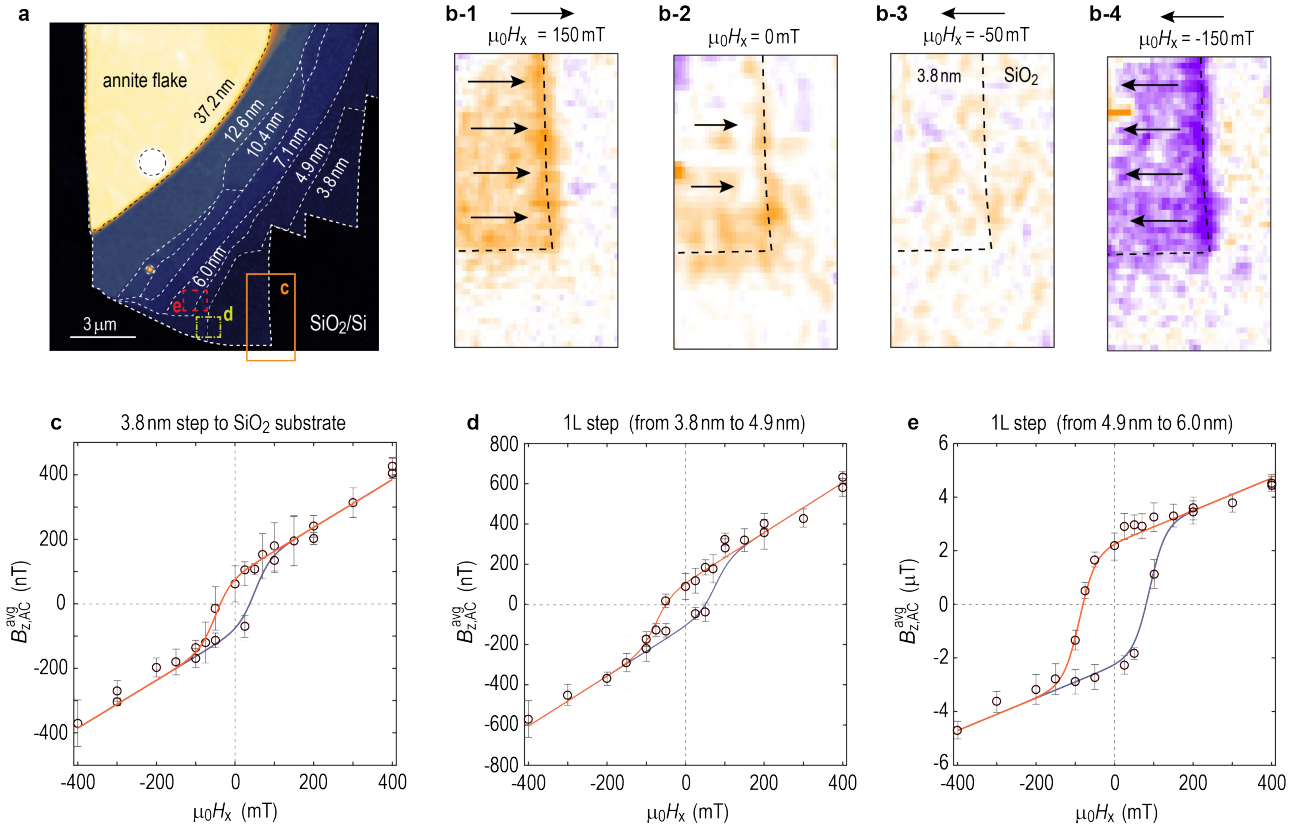 a
annite flake
37.2 nm
12.6 nm
10.4 nm
7.1 nm
4.9 nm
3.8 nm
6.0 nm
e
d
c
3 μm
SiO₂/Si
b-1
μ₀Hₓ = 150 mT
b-2
μ₀Hₓ = 0 mT
b-3
μ₀Hₓ = -50 mT
3.8 nm
SiO₂
b-4
μ₀Hₓ = -150 mT
c
3.8 nm step to SiO₂ substrate
400
200
0
-200
-400
B_{z,AC}^{avg} (nT)
-400
-200
0
200
400
μ₀Hₓ (mT)
d
1L step (from 3.8 nm to 4.9 nm)
800
600
400
200
0
-200
-400
-600
-800
B_{z,AC}^{avg} (nT)
-400
-200
0
200
400
μ₀Hₓ (mT)
e
1L step (from 4.9 nm to 6.0 nm)
6
4
2
0
-2
-4
-6
B_{z,AC}^{avg} (μT)
-400
-200
0
200
400
μ₀Hₓ (mT)